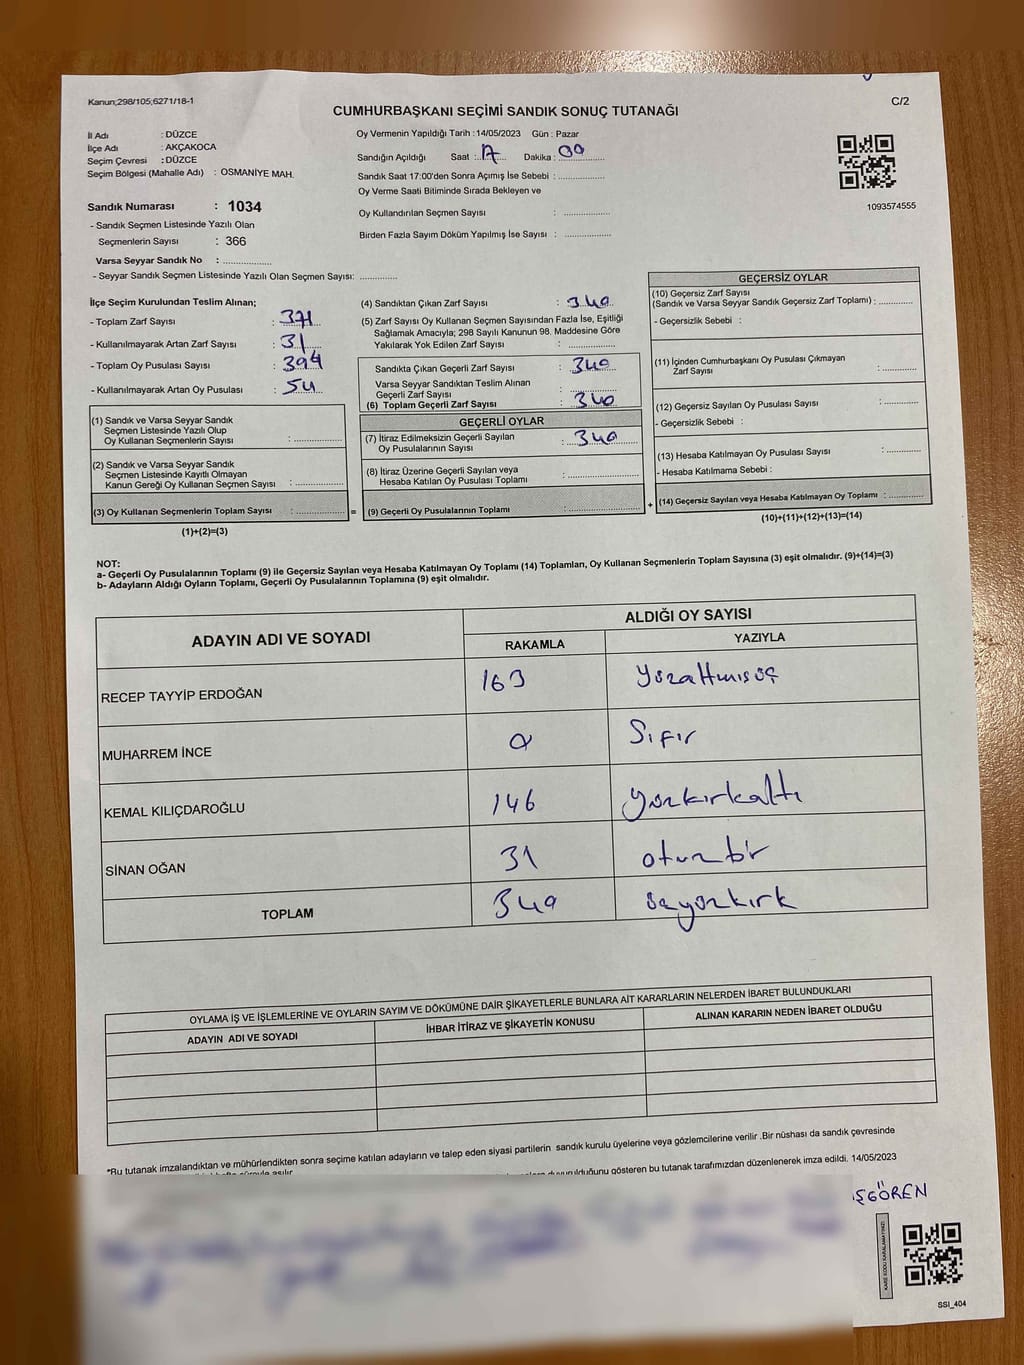 Kanun;298/105;6271/18-1
C/2
CUMHURBAŞKANI SEÇİMİ SANDIK SONUÇ TUTANAĞI
İl Adı : DÜZCE
İlçe Adı : AKÇAKOCA
Seçim Çevresi : DÜZCE
Seçim Bölgesi (Mahalle Adı) : OSMANİYE MAH.
Sandık Numarası : 1034
- Sandık Seçmen Listesinde Yazılı Olan
Seçmenlerin Sayısı : 366
Varsa Seyyar Sandık No : ..............
- Seyyar Sandık Seçmen Listesinde Yazılı Olan Seçmen Sayısı: ............
Oy Vermenin Yapıldığı Tarih : 14/05/2023 Gün : Pazar
Sandığın Açıldığı Saat : 17 Dakika : 00
Sandık Saat 17:00'den Sonra Açımış İse Sebebi : ..............
Oy Verme Saati Bitiminde Sırada Bekleyen ve
Oy Kullandırılan Seçmen Sayısı : ..............
Birden Fazla Sayım Döküm Yapılmış İse Sayısı : ..............
1093574555
İlçe Seçim Kurulundan Teslim Alınan;
- Toplam Zarf Sayısı : 371
- Kullanılmayarak Artan Zarf Sayısı : 31
- Toplam Oy Pusulası Sayısı : 394
- Kullanılmayarak Artan Oy Pusulası : 54
(1) Sandık ve Varsa Seyyar Sandık
Seçmen Listesinde Yazılı Olup
Oy Kullanan Seçmenlerin Sayısı : ..............
(2) Sandık ve Varsa Seyyar Sandık
Seçmen Listesinde Kayıtlı Olmayan
Kanun Gereği Oy Kullanan Seçmen Sayısı : ..............
(3) Oy Kullanan Seçmenlerin Toplam Sayısı : ..............
(1)+(2)=(3)
=
(4) Sandıktan Çıkan Zarf Sayısı : 340
(5) Zarf Sayısı Oy Kullanan Seçmen Sayısından Fazla İse, Eşitliği
Sağlamak Amacıyla; 298 Sayılı Kanunun 98. Maddesine Göre
Yakılarak Yok Edilen Zarf Sayısı : ..............
Sandıkta Çıkan Geçerli Zarf Sayısı : 340
Varsa Seyyar Sandıktan Teslim Alınan
Geçerli Zarf Sayısı : ..............
(6) Toplam Geçerli Zarf Sayısı : 340
GEÇERLİ OYLAR
(7) İtiraz Edilmeksizin Geçerli Sayılan
Oy Pusulalarının Sayısı : 340
(8) İtiraz Üzerine Geçerli Sayılan veya
Hesaba Katılan Oy Pusulası Toplamı : ..............
(9) Geçerli Oy Pusulalarının Toplamı : ..............
+
GEÇERSİZ OYLAR
(10) Geçersiz Zarf Sayısı
(Sandık ve Varsa Seyyar Sandık Geçersiz Zarf Toplamı) : ............
- Geçersizlik Sebebi :
(11) İçinden Cumhurbaşkanı Oy Pusulası Çıkmayan
Zarf Sayısı : ............
(12) Geçersiz Sayılan Oy Pusulası Sayısı : ............
- Geçersizlik Sebebi :
(13) Hesaba Katılmayan Oy Pusulası Sayısı : ............
- Hesaba Katılmama Sebebi :
(14) Geçersiz Sayılan veya Hesaba Katılmayan Oy Toplamı : ............
(10)+(11)+(12)+(13)=(14)
NOT:
a- Geçerli Oy Pusulalarının Toplamı (9) ile Geçersiz Sayılan veya Hesaba Katılmayan Oy Toplamı (14) Toplamları, Oy Kullanan Seçmenlerin Toplam Sayısına (3) eşit olmalıdır. (9)+(14)=(3)
b- Adayların Aldığı Oyların Toplamı, Geçerli Oy Pusulalarının Toplamına (9) eşit olmalıdır.
ADAYIN ADI VE SOYADI ALDIĞI OY SAYISI
RAKAMLA YAZIYLA
RECEP TAYYİP ERDOĞAN 163 Yüzaltmışüç
MUHARREM İNCE 0 Sıfır
KEMAL KILIÇDAROĞLU 146 yüzkırkaltı
SİNAN OĞAN 31 otuzbir
TOPLAM 340 üçyüzkırk
OYLAMA İŞ VE İŞLEMLERİNE VE OYLARIN SAYIM VE DÖKÜMÜNE DAİR ŞİKAYETLERLE BUNLARA AİT KARARLARIN NELERDEN İBARET BULUNDUKLARI
ADAYIN ADI VE SOYADI İHBAR İTİRAZ VE ŞİKAYETİN KONUSU ALINAN KARARIN NEDEN İBARET OLDUĞU
*Bu tutanak imzalandıktan ve mühürlendikten sonra seçime katılan adayların ve talep eden siyasi partilerin sandık kurulu üyelerine veya gözlemcilerine verilir .Bir nüshası da sandık çevresinde
duyurulduğunu gösteren bu tutanak tarafımızdan düzenlenerek imza edildi. 14/05/2023
ŞGÖREN
KARE KODU KARALAMAYINIZ!
SSI_404